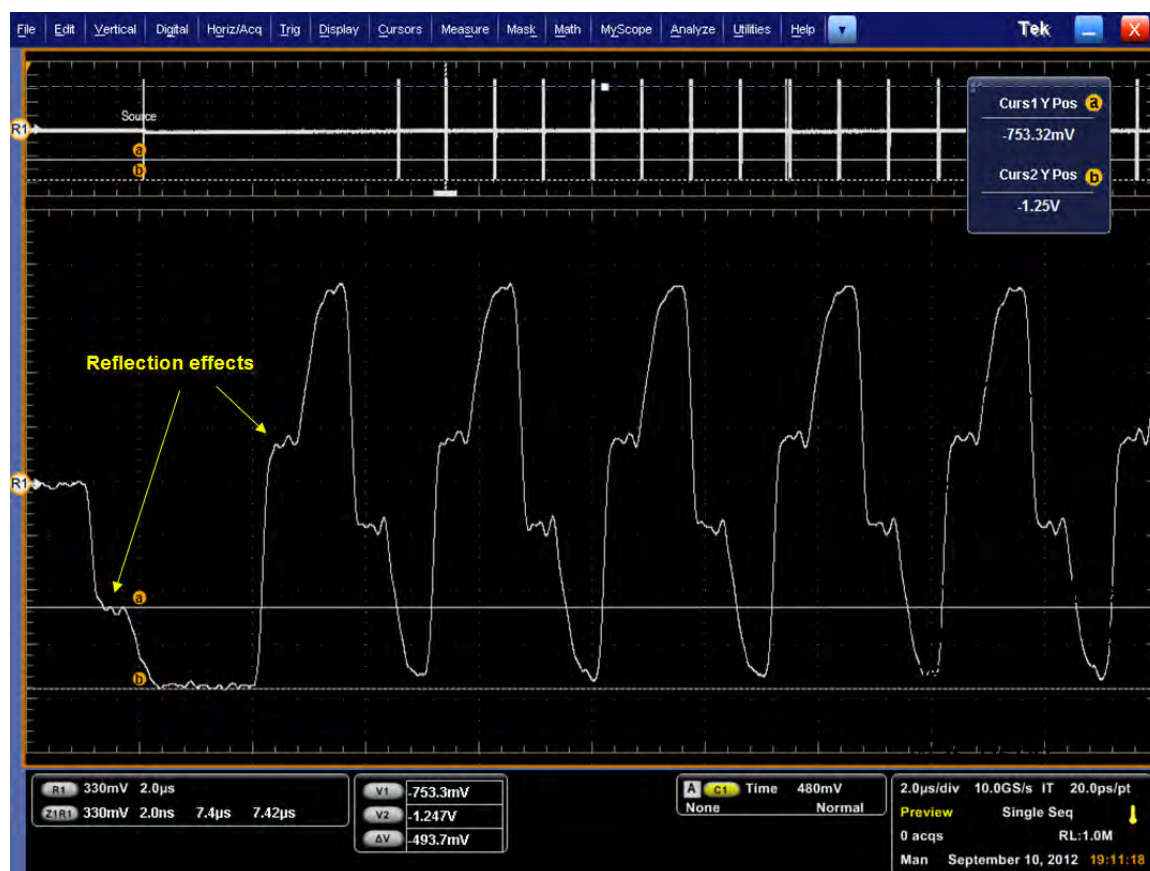 File Edit Vertical Digital Horiz/Acq Trig Display Cursors Measure Mask Math MyScope Analyze Utilities Help Tek X
Curs1 Y Pos a
-753.32mV
Curs2 Y Pos b
-1.25V
Source
R1
a
b
Reflection effects
R1
a
b
R1 330mV 2.0µs
Z1R1 330mV 2.0ns 7.4µs 7.42µs
V1 -753.3mV
V2 -1.247V
ΔV -493.7mV
A C1 Time 480mV
None Normal
2.0µs/div 10.0GS/s IT 20.0ps/pt
Preview Single Seq
0 acqs RL:1.0M
Man September 10, 2012 19:11:18